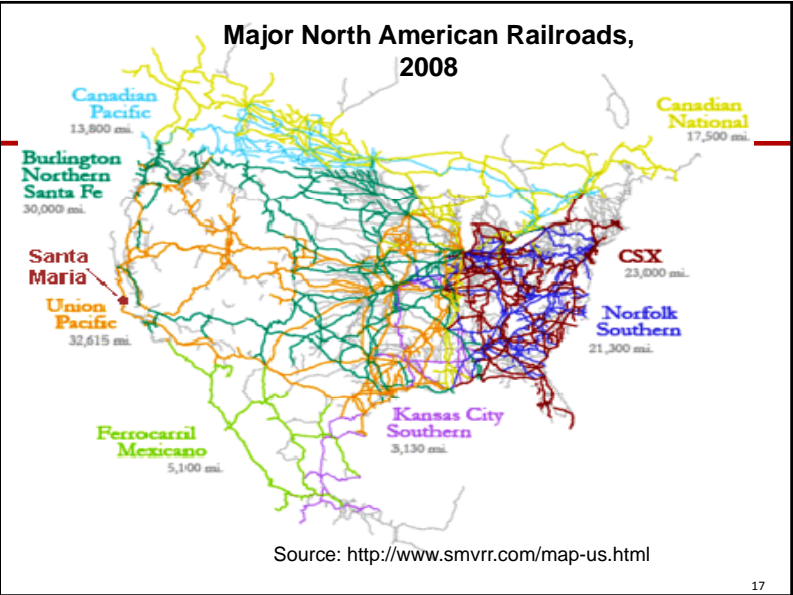 Major North American Railroads,
2008
Canadian
Pacific
13,800 mi.
Canadian
National
17,500 mi.
Burlington
Northern
Santa Fe
30,000 mi.
Santa
Maria
Union
Pacific
32,615 mi.
CSX
23,000 mi.
Norfolk
Southern
21,300 mi.
Kansas City
Southern
3,130 mi.
Ferrocarril
Mexicano
5,100 mi.
Source: http://www.smvrr.com/map-us.html
17